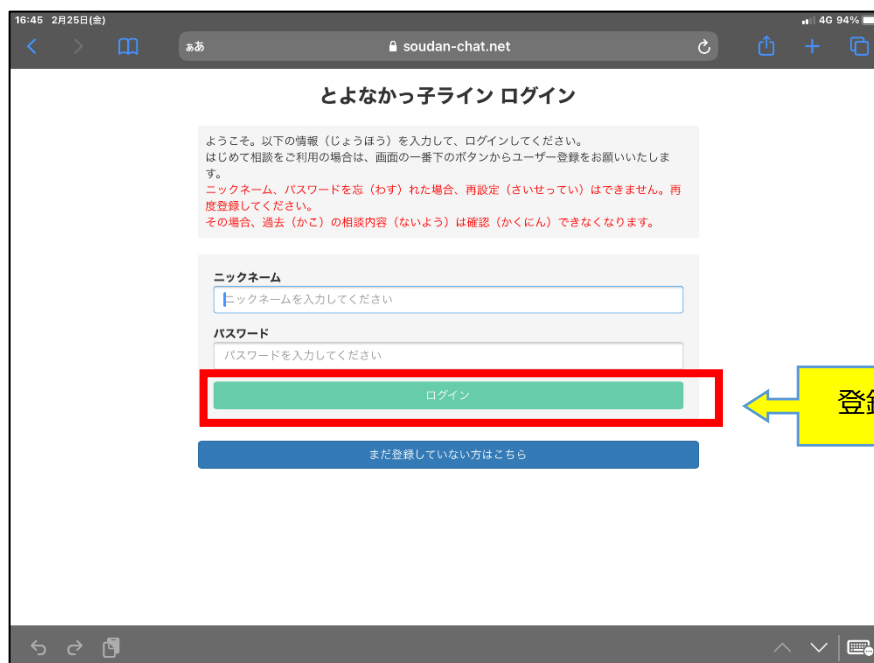 16:45 2月25日(金)
4G 94%
ああ
soudan-chat.net
とよなかっ子ライン ログイン
ようこそ。以下の情報（じょうほう）を入力して、ログインしてください。
はじめて相談をご利用の場合は、画面の一番下のボタンからユーザー登録をお願いいたしま
す。
ニックネーム、パスワードを忘（わす）れた場合、再設定（さいせってい）はできません。再
度登録してください。
その場合、過去（かこ）の相談内容（ないよう）は確認（かくにん）できなくなります。
ニックネーム
ニックネームを入力してください
パスワード
パスワードを入力してください
ログイン
登
まだ登録していない方はこちら